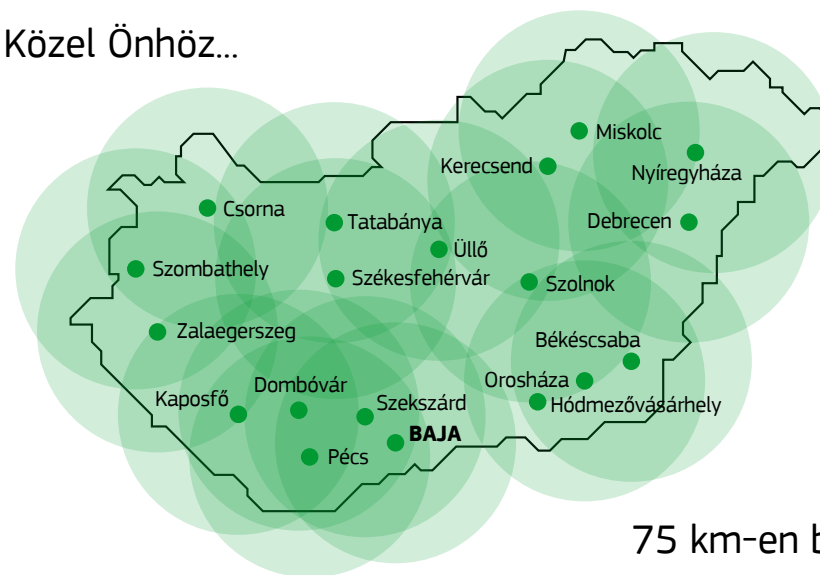 Közel Önhöz...
Miskolc
Kerecsend
Nyíregyháza
Csorna
Tatabánya
Debrecen
Üllő
Szombathely
Székesfehérvár
Szolnok
Zalaegerszeg
Békéscsaba
Orosháza
Dombóvár
Kaposfő
Szekszárd
Hódmezővásárhely
BAJA
Pécs
75 km-en b